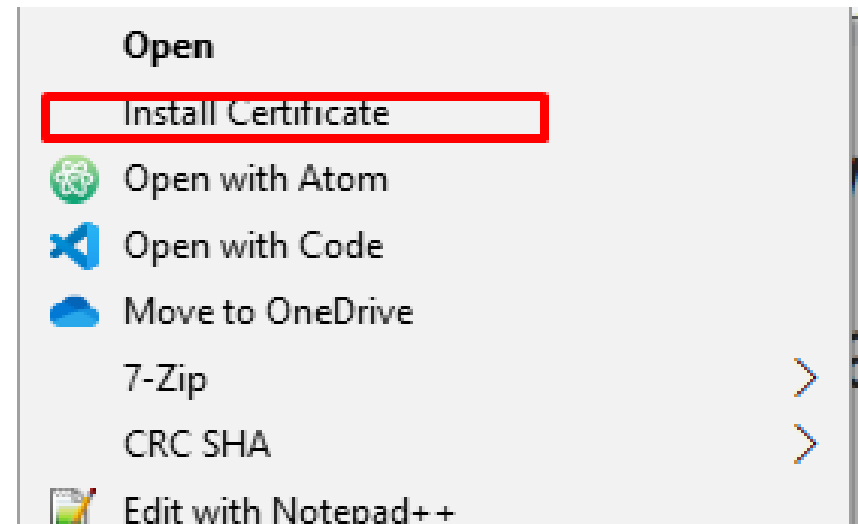 Open
Install Certificate
Open with Atom
Open with Code
Move to OneDrive
7-Zip
CRC SHA
Edit with Notepad++